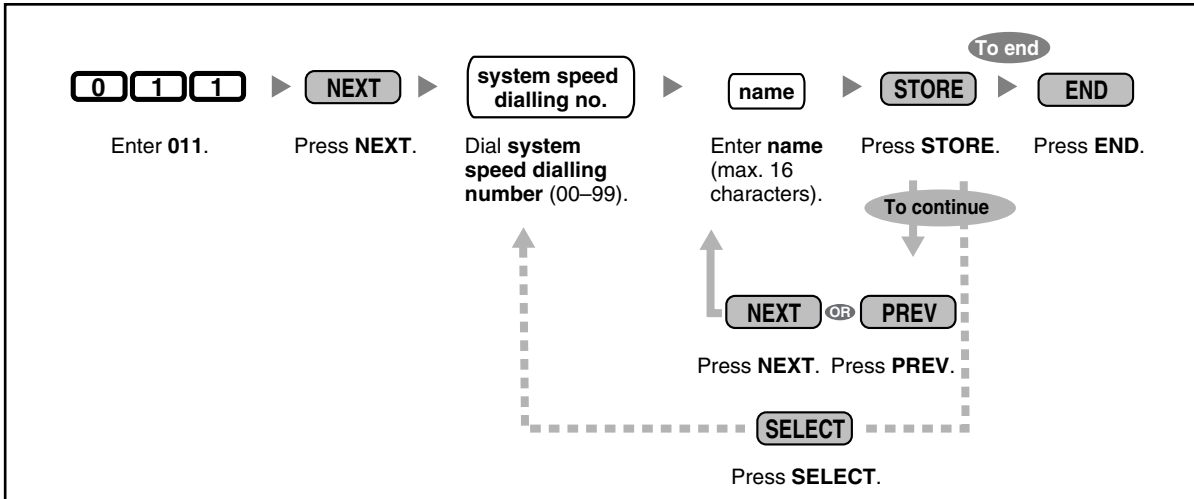 To end
0 1 1 NEXT system speed dialling no. name STORE END
Enter 011. Press NEXT. Dial system speed dialling number (00–99). Enter name (max. 16 characters). Press STORE. Press END.
To continue
NEXT OR PREV
Press NEXT. Press PREV.
SELECT
Press SELECT.